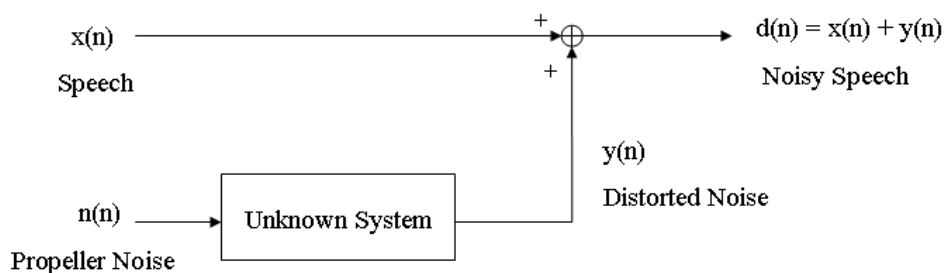 x(n)
Speech
+
+
d(n) = x(n) + y(n)
Noisy Speech
y(n)
Distorted Noise
n(n)
Propeller Noise
Unknown System